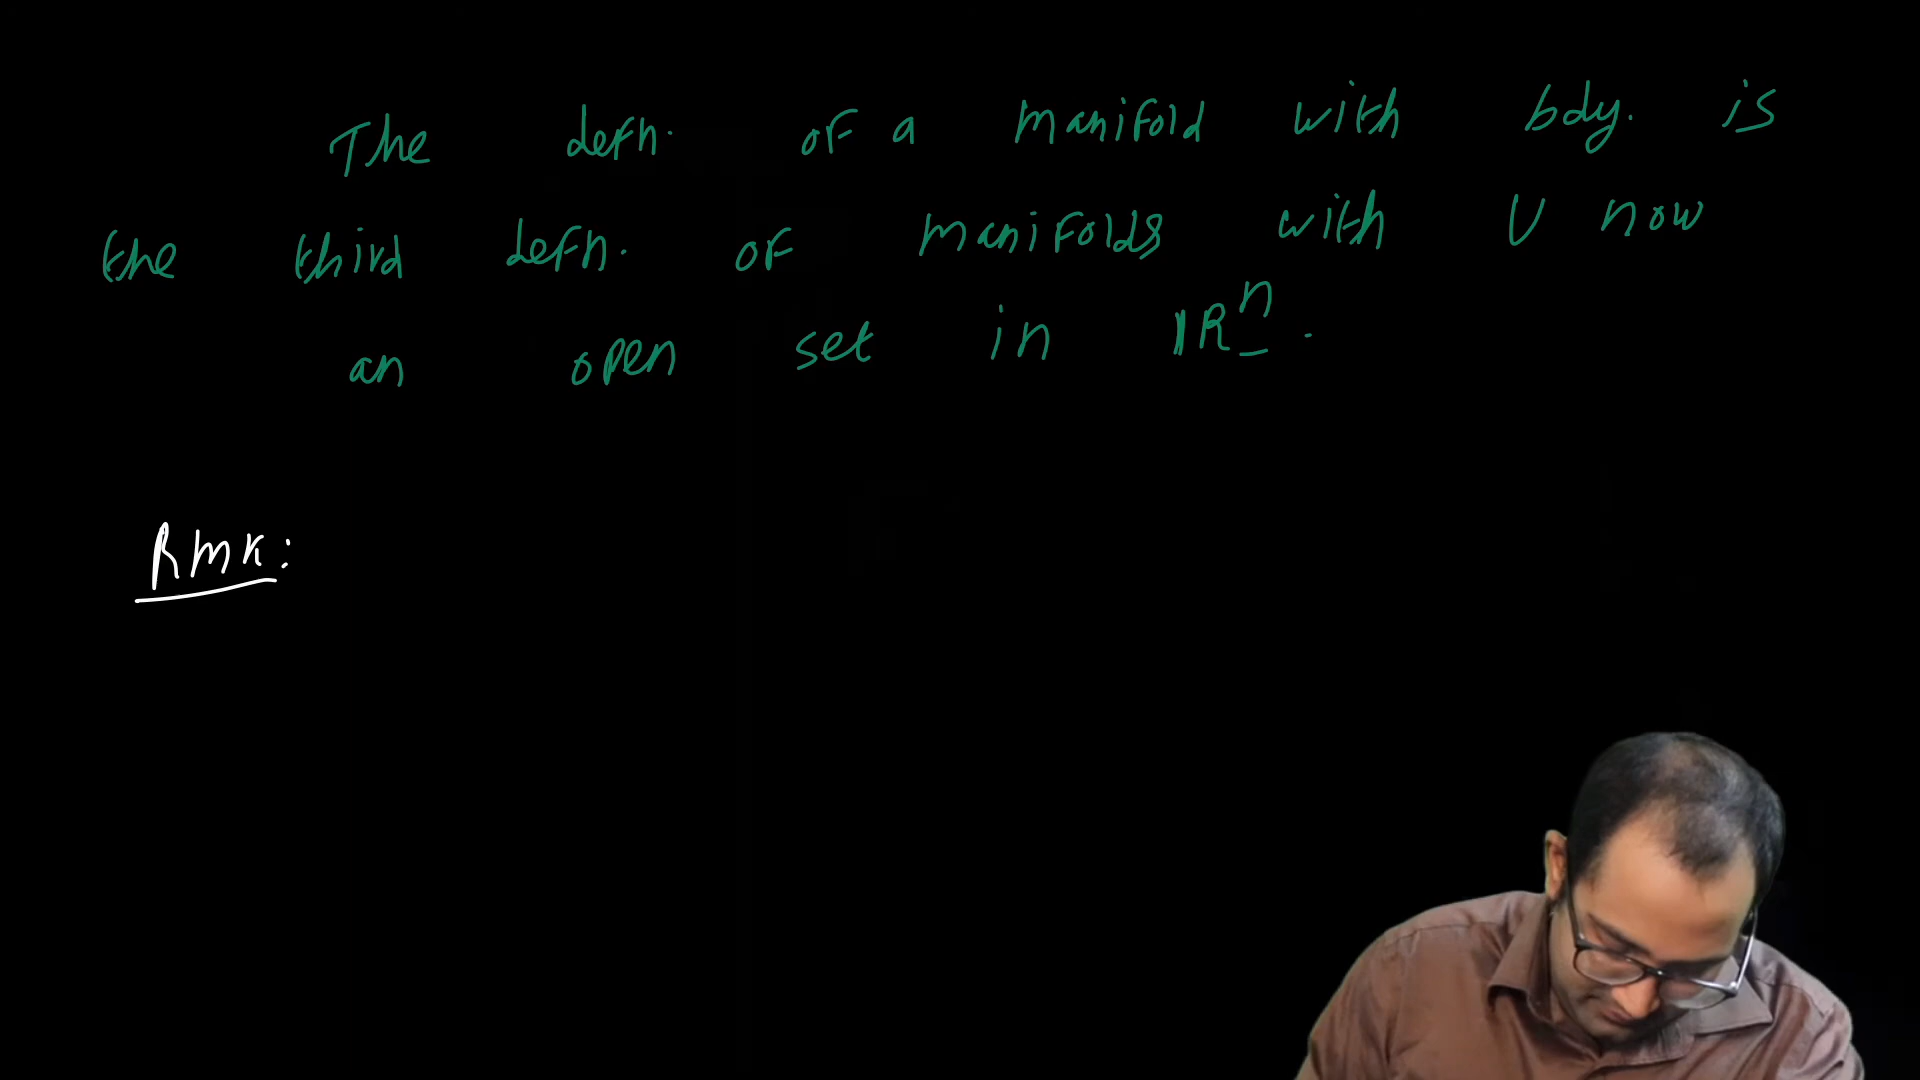 The defn. of a manifold with bdy. is
the third defn. of manifolds with U now
an open set in ℝⁿ₋.
Rmk: